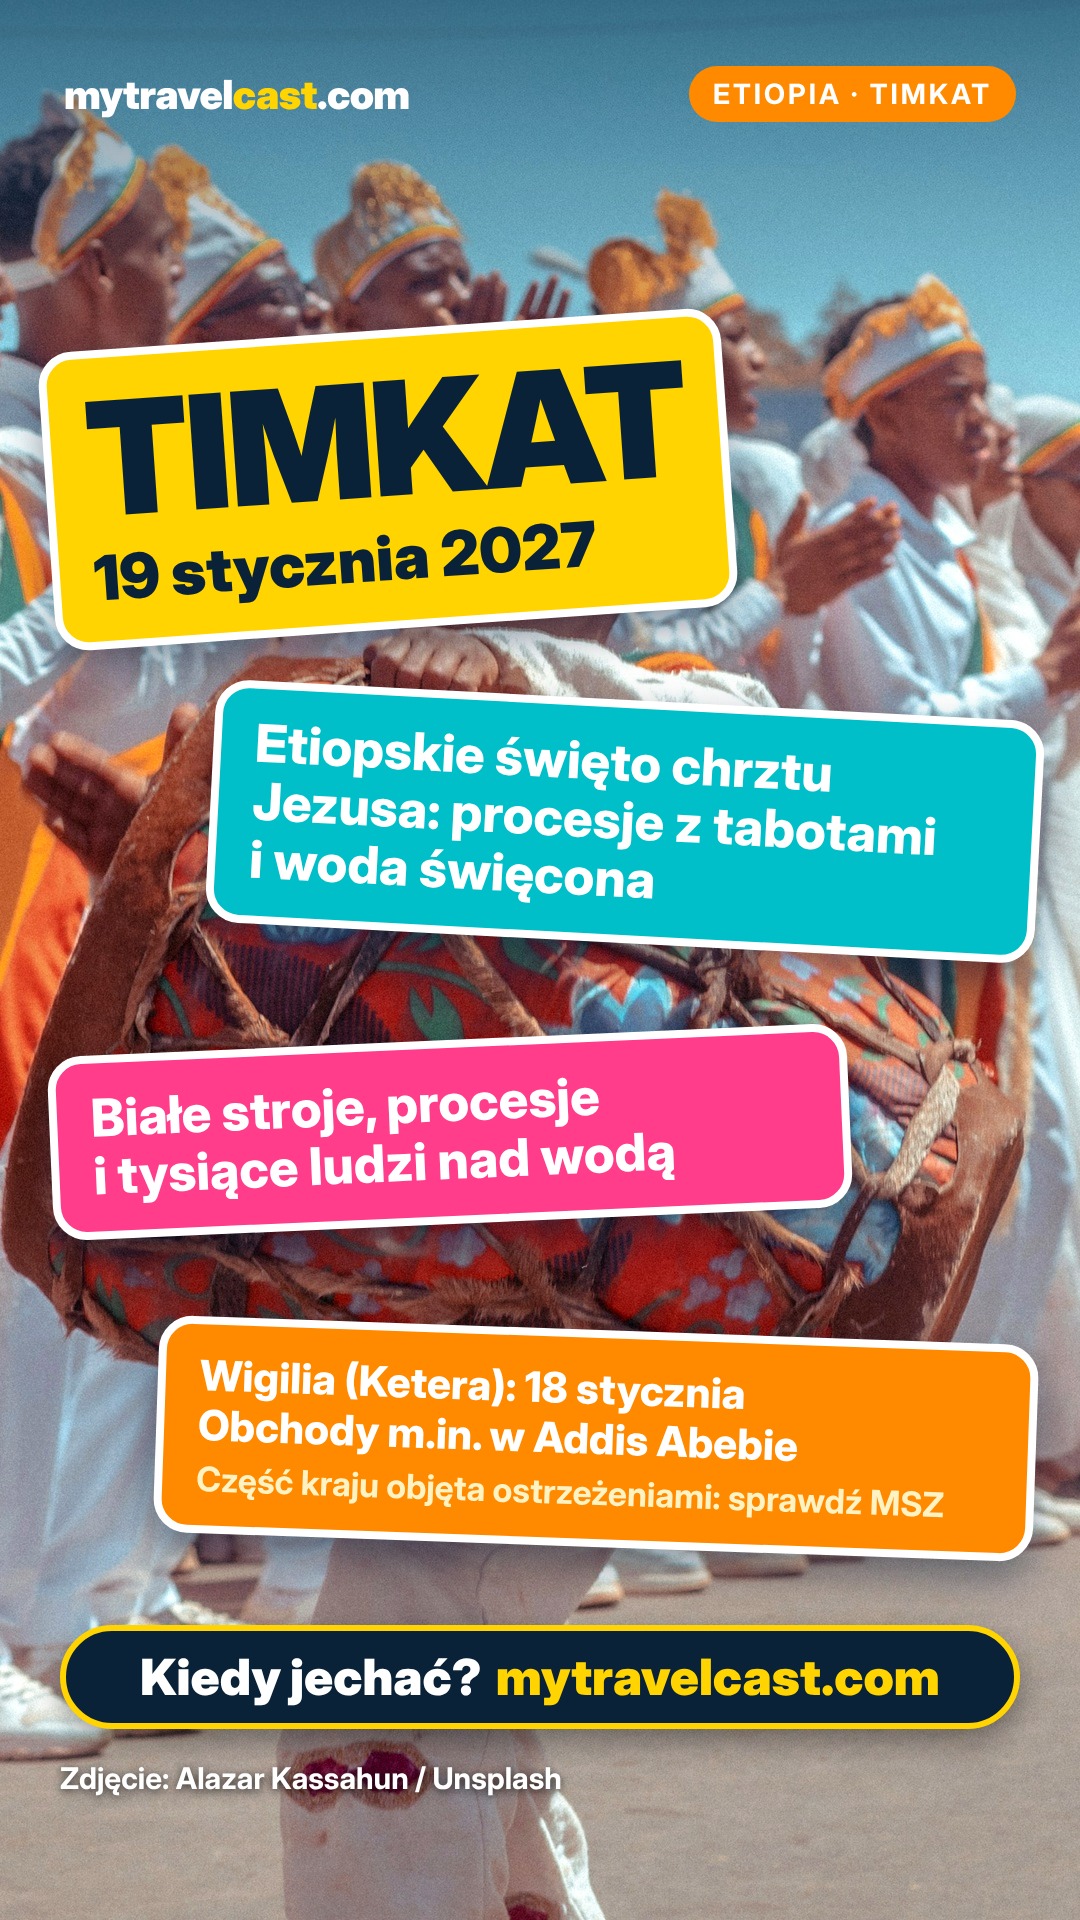 mytravelcast.com
ETIOPIA · TIMKAT
TIMKAT
19 stycznia 2027
Etiopskie święto chrztu
Jezusa: procesje z tabotami
i woda święcona
Białe stroje, procesje
i tysiące ludzi nad wodą
Wigilia (Ketera): 18 stycznia
Obchody m.in. w Addis Abebie
Część kraju objęta ostrzeżeniami: sprawdź MSZ
Kiedy jechać? mytravelcast.com
Zdjęcie: Alazar Kassahun / Unsplash